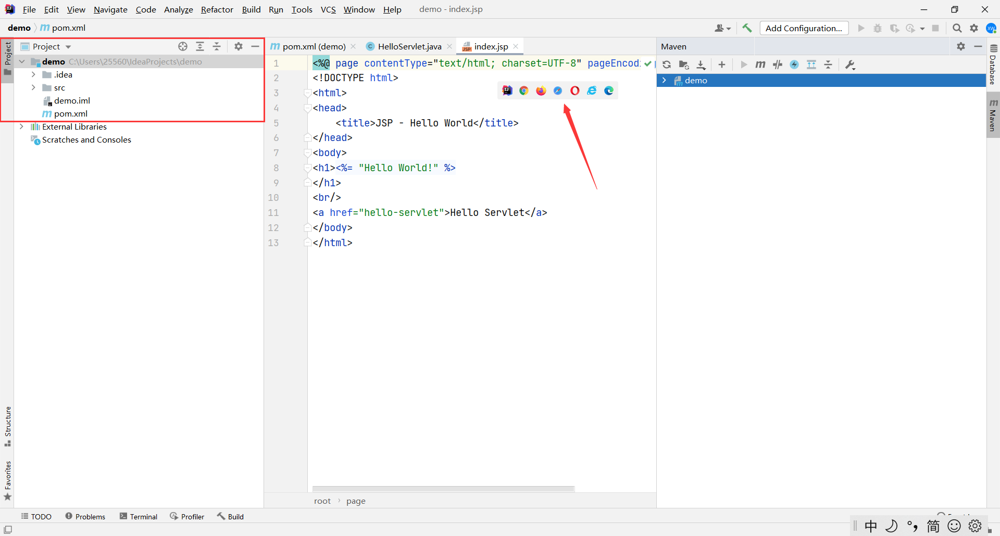 File Edit View Navigate Code Analyze Refactor Build Run Tools VCS Window Help demo - index.jsp
demo m pom.xml
Add Configuration...
XW
Project
Project
pom.xml (demo)
HelloServlet.java
index.jsp
Maven
demo C:\Users\25560\IdeaProjects\demo
.idea
src
demo.iml
pom.xml
External Libraries
Scratches and Consoles
1 <%@ page contentType="text/html; charset=UTF-8" pageEncod
2 <!DOCTYPE html>
3 <html>
4 <head>
5 <title>JSP - Hello World</title>
6 </head>
7 <body>
8 <h1><%= "Hello World!" %>
9 </h1>
10 <br/>
11 <a href="hello-servlet">Hello Servlet</a>
12 </body>
13 </html>
demo
Database
Maven
Structure
Favorites
root › page
TODO Problems Terminal Profiler Build
中 简